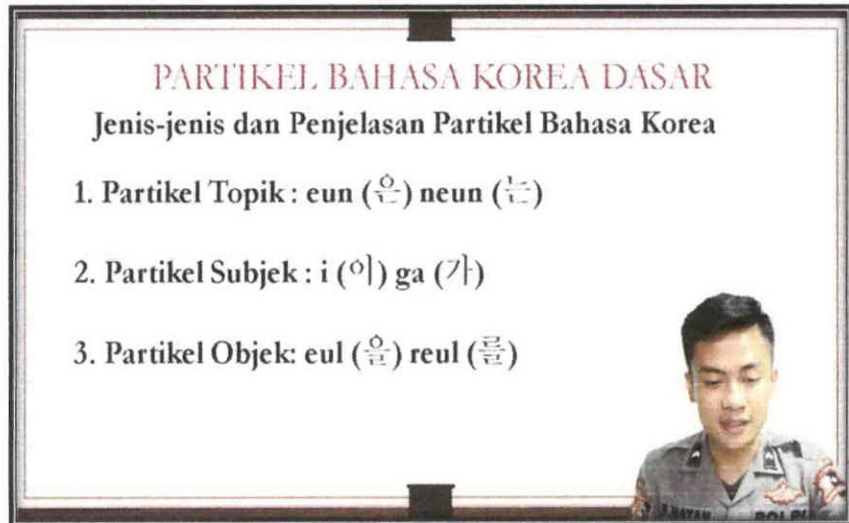 PARTIKEL BAHASA KOREA DASAR
Jenis-jenis dan Penjelasan Partikel Bahasa Korea
1. Partikel Topik : eun (은) neun (는)
2. Partikel Subjek : i (이) ga (가)
3. Partikel Objek: eul (을) reul (를)